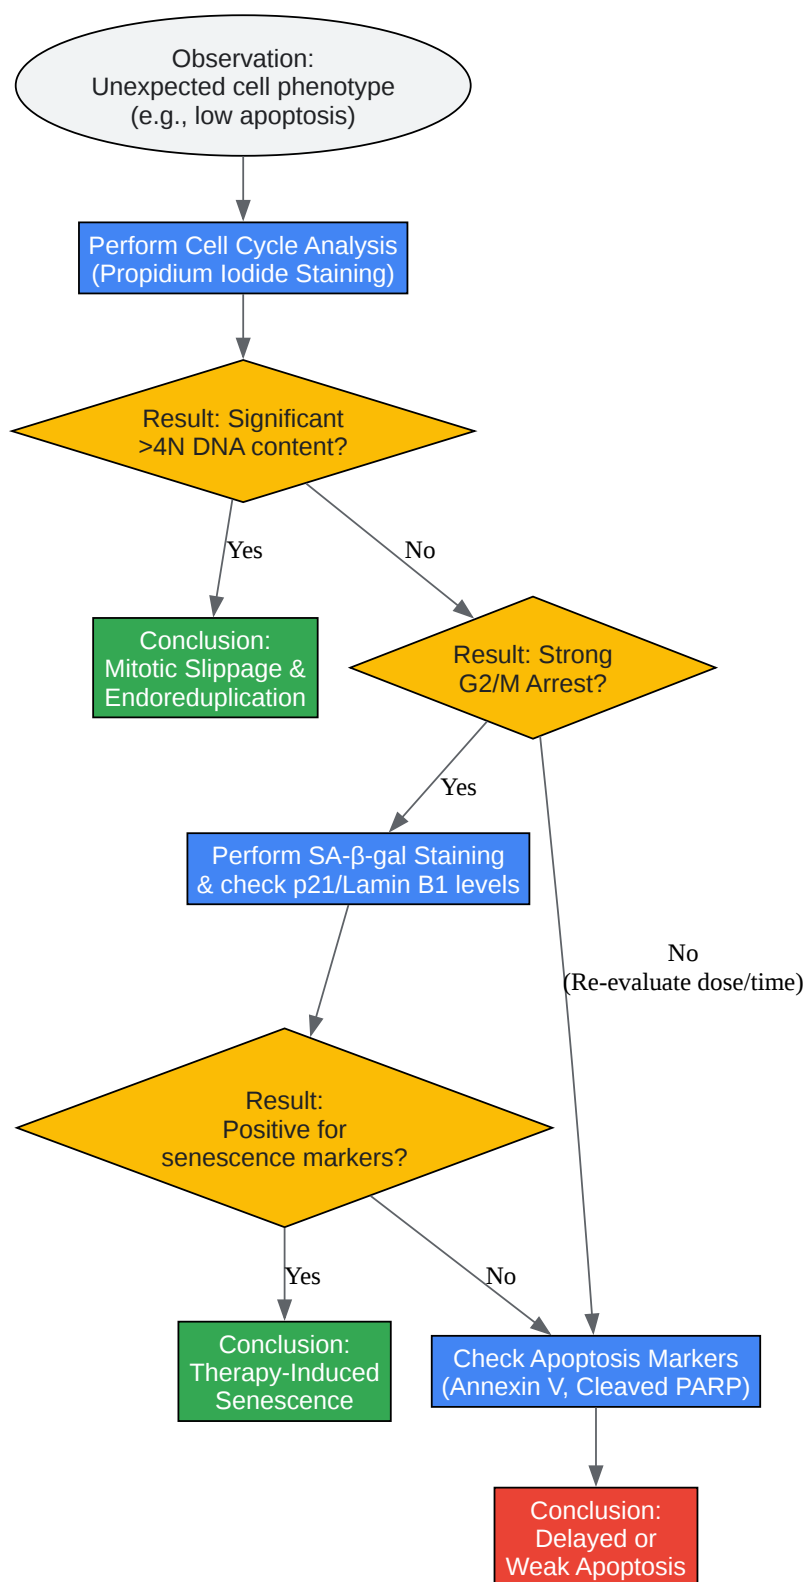 Observation:
Unexpected cell phenotype
(e.g., low apoptosis)
Perform Cell Cycle Analysis
(Propidium Iodide Staining)
Result: Significant
>4N DNA content?
Yes
No
Conclusion:
Mitotic Slippage &
Endoreduplication
Result: Strong
G2/M Arrest?
Yes
Perform SA-β-gal Staining
& check p21/Lamin B1 levels
No
(Re-evaluate dose/time)
Result:
Positive for
senescence markers?
Yes
No
Conclusion:
Therapy-Induced
Senescence
Check Apoptosis Markers
(Annexin V, Cleaved PARP)
Conclusion:
Delayed or
Weak Apoptosis